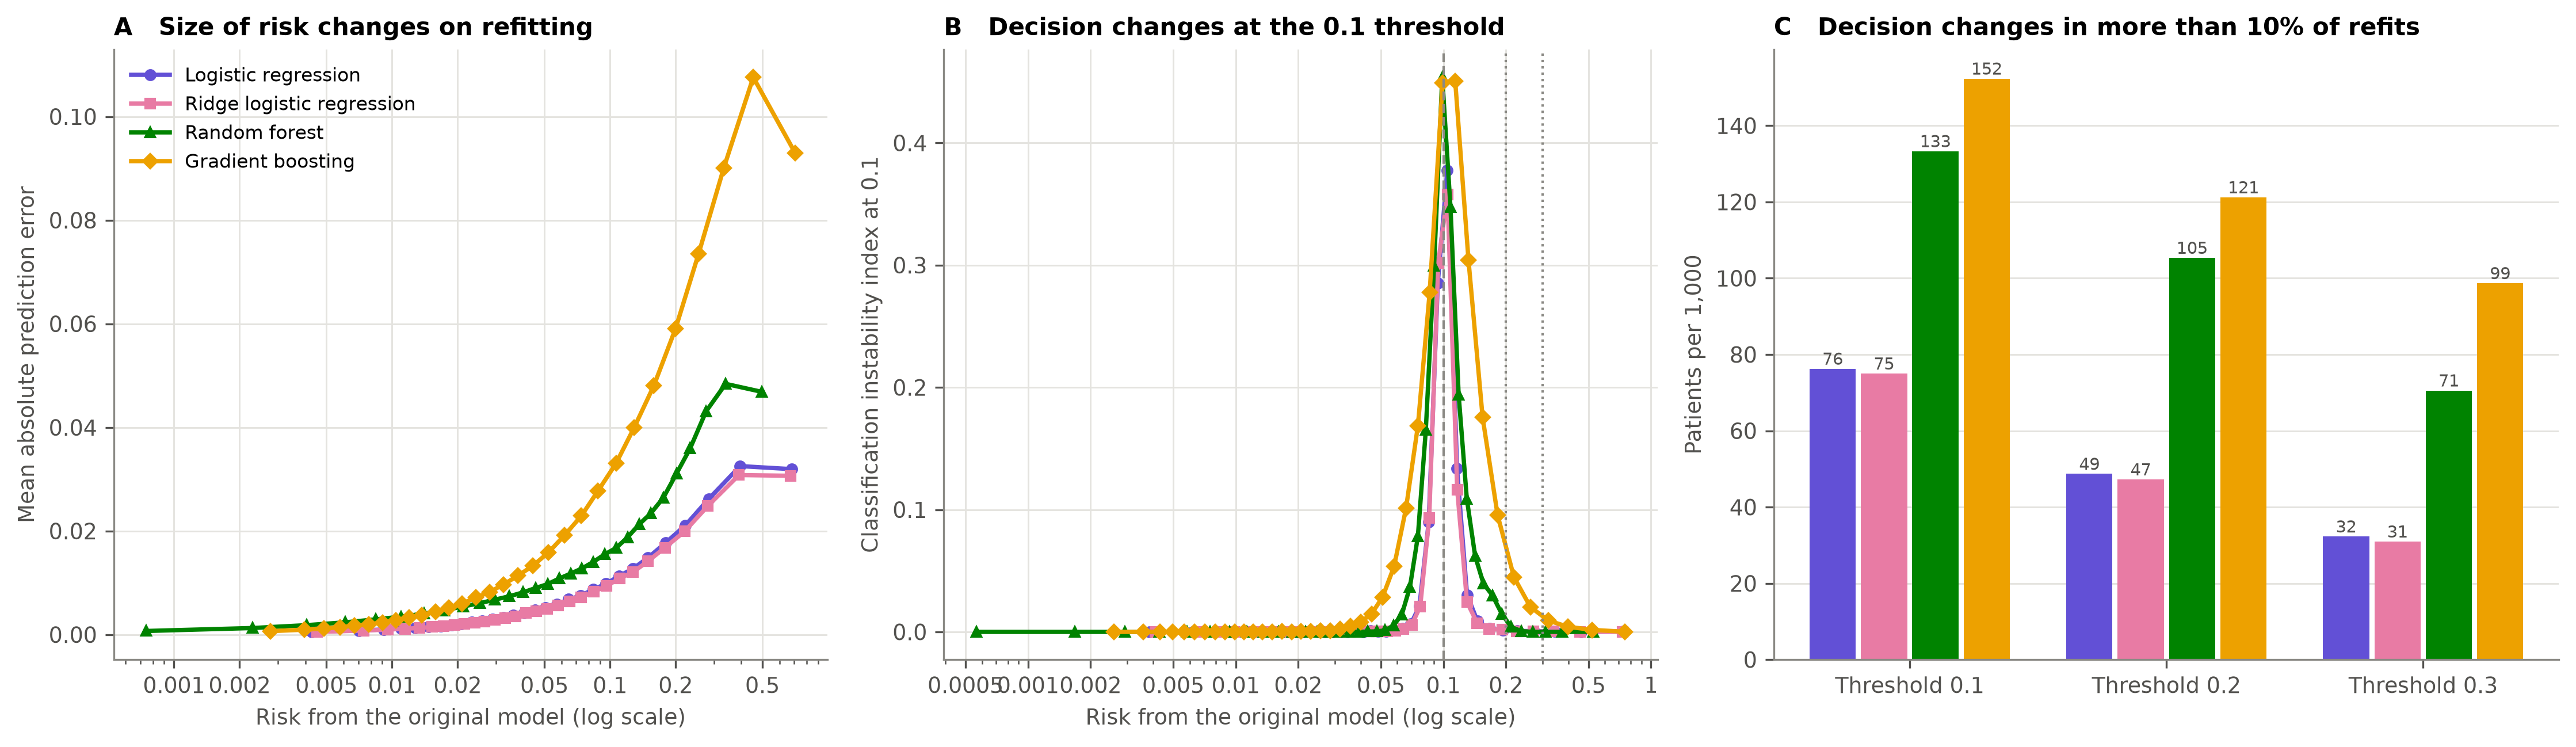 A Size of risk changes on refitting
Logistic regression
Ridge logistic regression
Random forest
Gradient boosting
Mean absolute prediction error
0.10
0.08
0.06
0.04
0.02
0.00
0.001 0.002 0.005 0.01 0.02 0.05 0.1 0.2 0.5
Risk from the original model (log scale)
B Decision changes at the 0.1 threshold
Classification instability index at 0.1
0.4
0.3
0.2
0.1
0.0
0.0005 0.001 0.002 0.005 0.01 0.02 0.05 0.1 0.2 0.5 1
Risk from the original model (log scale)
C Decision changes in more than 10% of refits
Patients per 1,000
140
120
100
80
60
40
20
0
76 75 133 152
49 47 105 121
32 31 71 99
Threshold 0.1 Threshold 0.2 Threshold 0.3